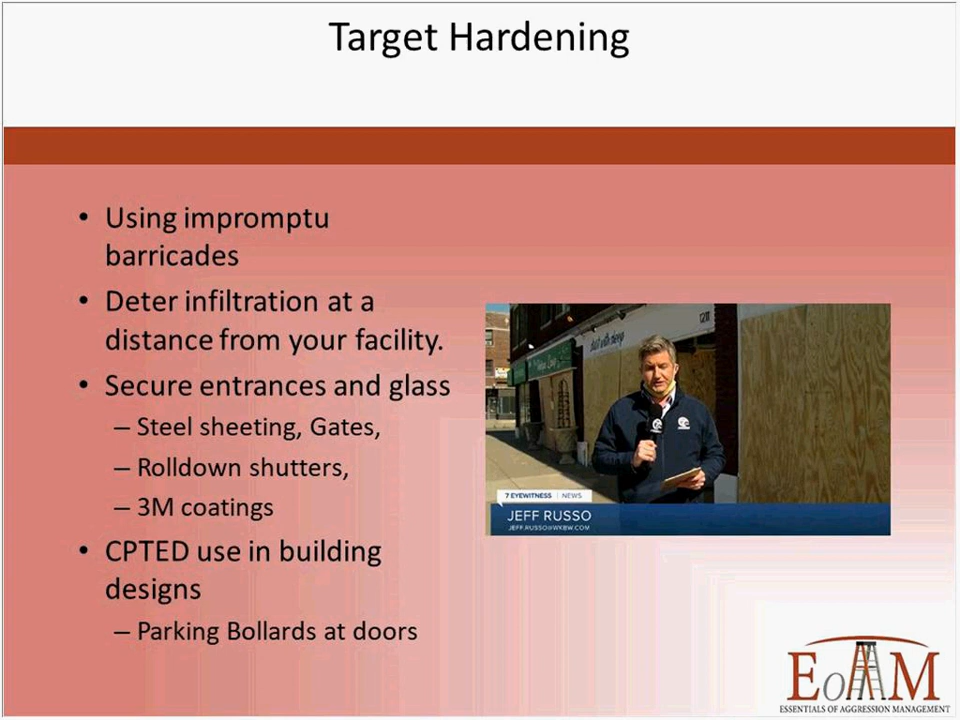 Target Hardening
• Using impromptu
barricades
• Deter infiltration at a
distance from your facility.
• Secure entrances and glass
– Steel sheeting, Gates,
– Rolldown shutters,
– 3M coatings
• CPTED use in building
designs
– Parking Bollards at doors
1211
7 EYEWITNESS NEWS
JEFF RUSSO
JEFF.RUSSO@WKBW.COM
EoAM
ESSENTIALS OF AGGRESSION MANAGEMENT